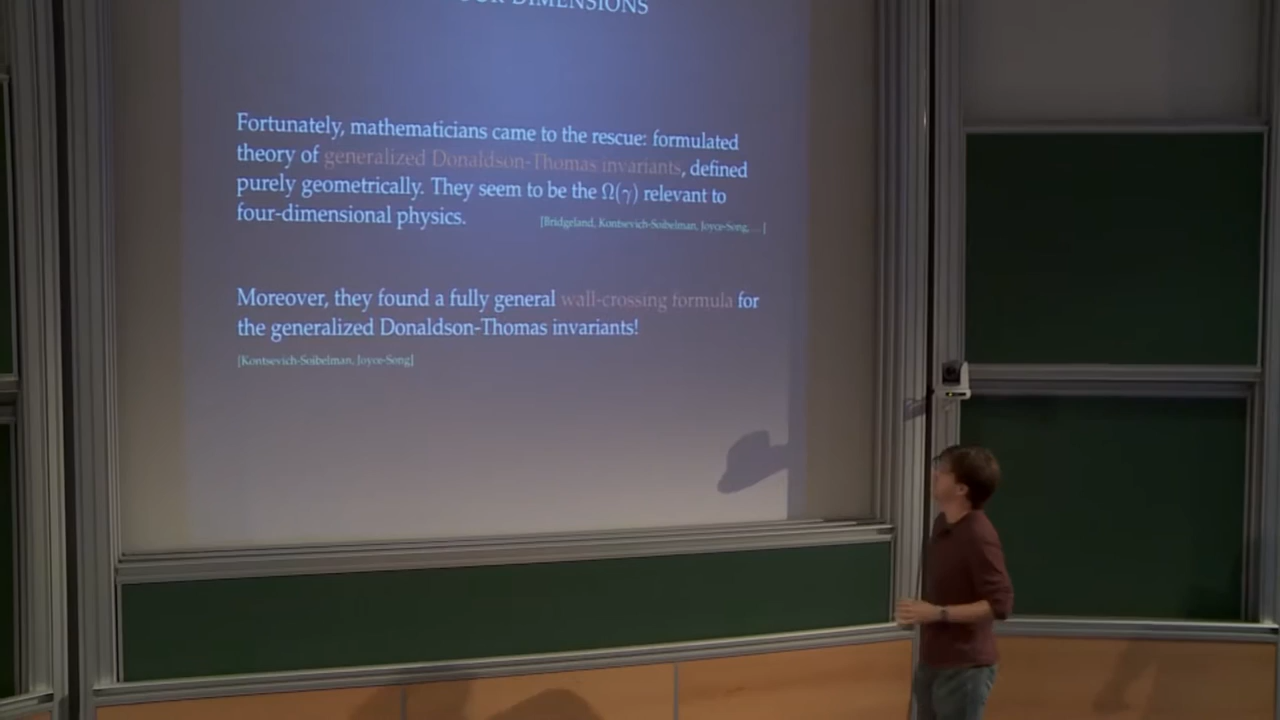 DIMENSIONS
Fortunately, mathematicians came to the rescue: formulated
theory of generalized Donaldson-Thomas invariants, defined
purely geometrically. They seem to be the Ω(γ) relevant to
four-dimensional physics. [Bridgeland, Kontsevich-Soibelman, Joyce-Song, ...]
Moreover, they found a fully general wall-crossing formula for
the generalized Donaldson-Thomas invariants!
[Kontsevich-Soibelman, Joyce-Song]